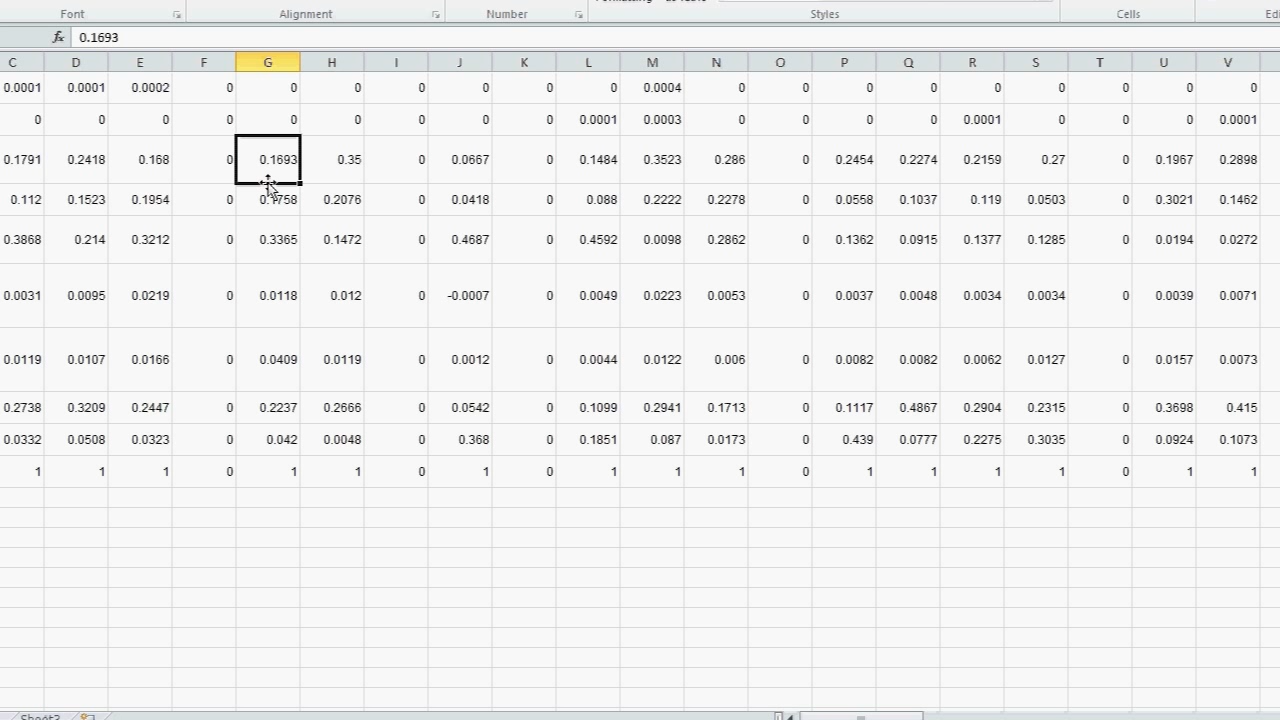 Font Alignment Number Styles Cells
fx 0.1693
C D E F G H I J K L M N O P Q R S T U V
0.0001 0.0001 0.0002 0 0 0 0 0 0 0 0.0004 0 0 0 0 0 0 0 0 0
0 0 0 0 0 0 0 0 0 0.0001 0.0003 0 0 0 0 0.0001 0 0 0 0.0001
0.1791 0.2418 0.168 0 0.1693 0.35 0 0.0667 0 0.1484 0.3523 0.286 0 0.2454 0.2274 0.2159 0.27 0 0.1967 0.2898
0.112 0.1523 0.1954 0 0.1758 0.2076 0 0.0418 0 0.088 0.2222 0.2278 0 0.0558 0.1037 0.119 0.0503 0 0.3021 0.1462
0.3868 0.214 0.3212 0 0.3365 0.1472 0 0.4687 0 0.4592 0.0098 0.2862 0 0.1362 0.0915 0.1377 0.1285 0 0.0194 0.0272
0.0031 0.0095 0.0219 0 0.0118 0.012 0 -0.0007 0 0.0049 0.0223 0.0053 0 0.0037 0.0048 0.0034 0.0034 0 0.0039 0.0071
0.0119 0.0107 0.0166 0 0.0409 0.0119 0 0.0012 0 0.0044 0.0122 0.006 0 0.0082 0.0082 0.0062 0.0127 0 0.0157 0.0073
0.2738 0.3209 0.2447 0 0.2237 0.2666 0 0.0542 0 0.1099 0.2941 0.1713 0 0.1117 0.4867 0.2904 0.2315 0 0.3698 0.415
0.0332 0.0508 0.0323 0 0.042 0.0048 0 0.368 0 0.1851 0.087 0.0173 0 0.439 0.0777 0.2275 0.3035 0 0.0924 0.1073
1 1 1 0 1 1 0 1 0 1 1 1 0 1 1 1 1 0 1 1
Sheet3